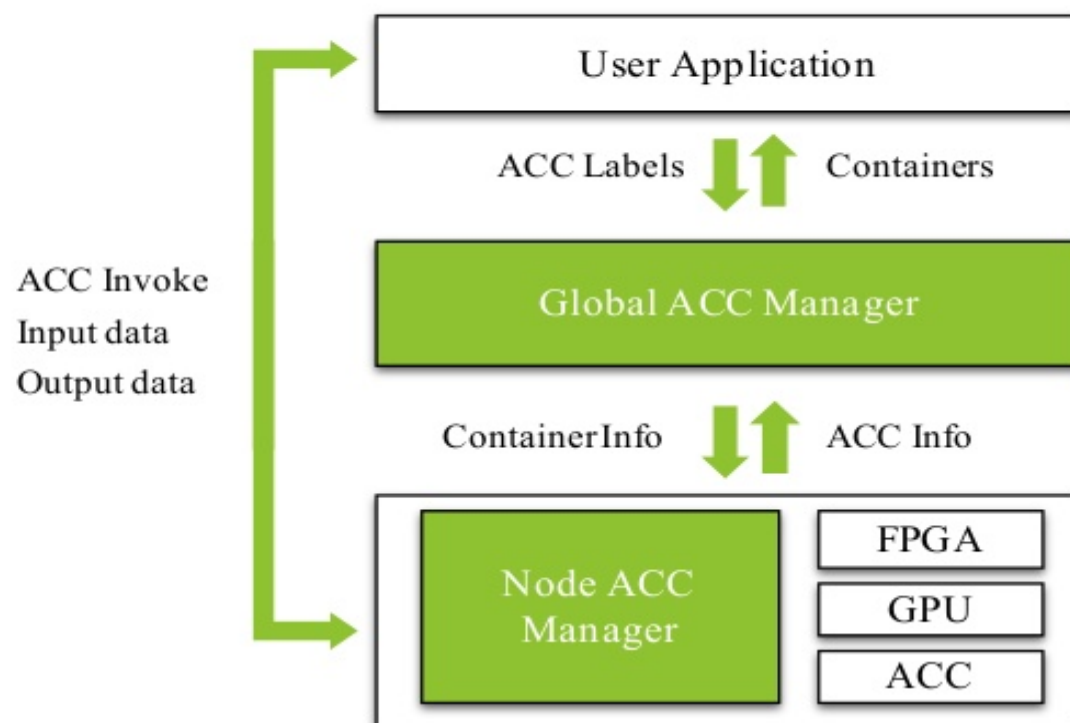 User Application
ACC Labels
Containers
ACC Invoke
Input data
Output data
Global ACC Manager
ContainerInfo
ACC Info
Node ACC
Manager
FPGA
GPU
ACC